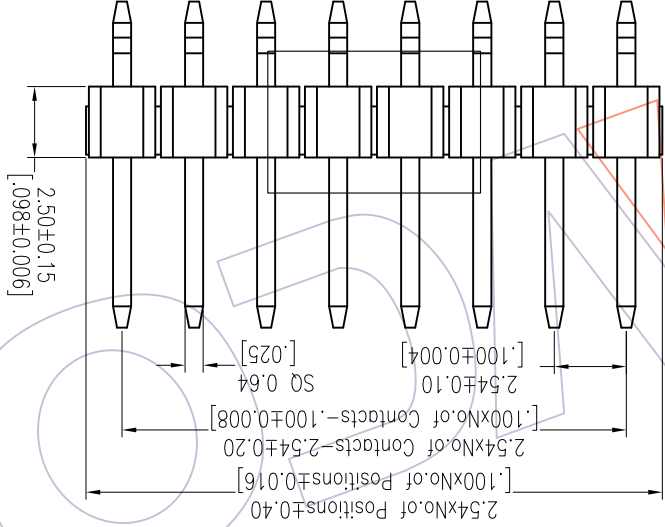 2.54xNo.of Positions±0.40
[.100xNo.of Positions±0.016]
2.54xNo.of Contacts-2.54±0.20
[.100xNo.of Contacts-.100±0.008]
SQ 0.64
[.025]
2.54±0.10
[.100±0.004]
2.50±0.15
[.098±0.006]